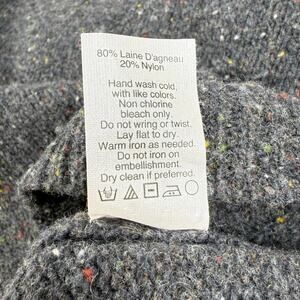 80% Laine D'agneau
20% Nylon
Hand wash cold,
with like colors.
Non chlorine
bleach only.
Do not wring or twist.
Lay flat to dry.
Warm iron as needed.
Do not iron on
embellishment.
Dry clean if preferred.